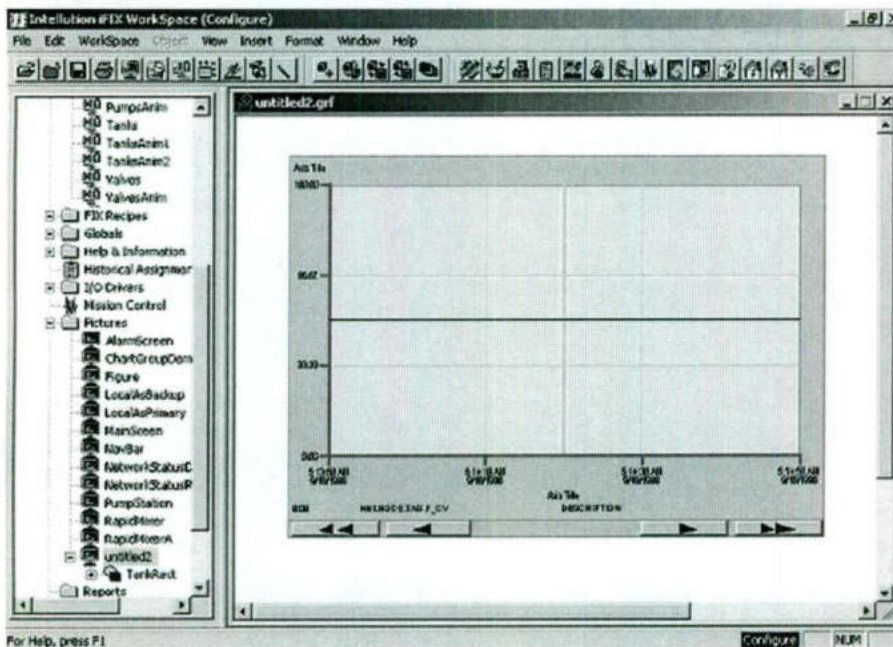 Intellution iFIX WorkSpace (Configure)
File Edit WorkSpace Object View Insert Format Window Help
PumpsAnim
Tanks
TanksAnim1
TanksAnim2
Valves
ValvesAnim
FIX Recipes
Globals
Help & Information
Historical Assignmen
I/O Drivers
Mission Control
Pictures
AlarmScreen
ChartGroupDem
Figure
LocalAsBackup
LocalAsPrimary
MainScreen
NavBar
NetworkStatusD
NetworkStatusR
PumpStation
RapidMixer
RapidMixerA
untitled2
TankRect
Reports
untitled2.grf
Axis Title
100.00
66.67
33.33
0.00
Axis Title
DESCRIPTION
For Help, press F1
Configure
NUM